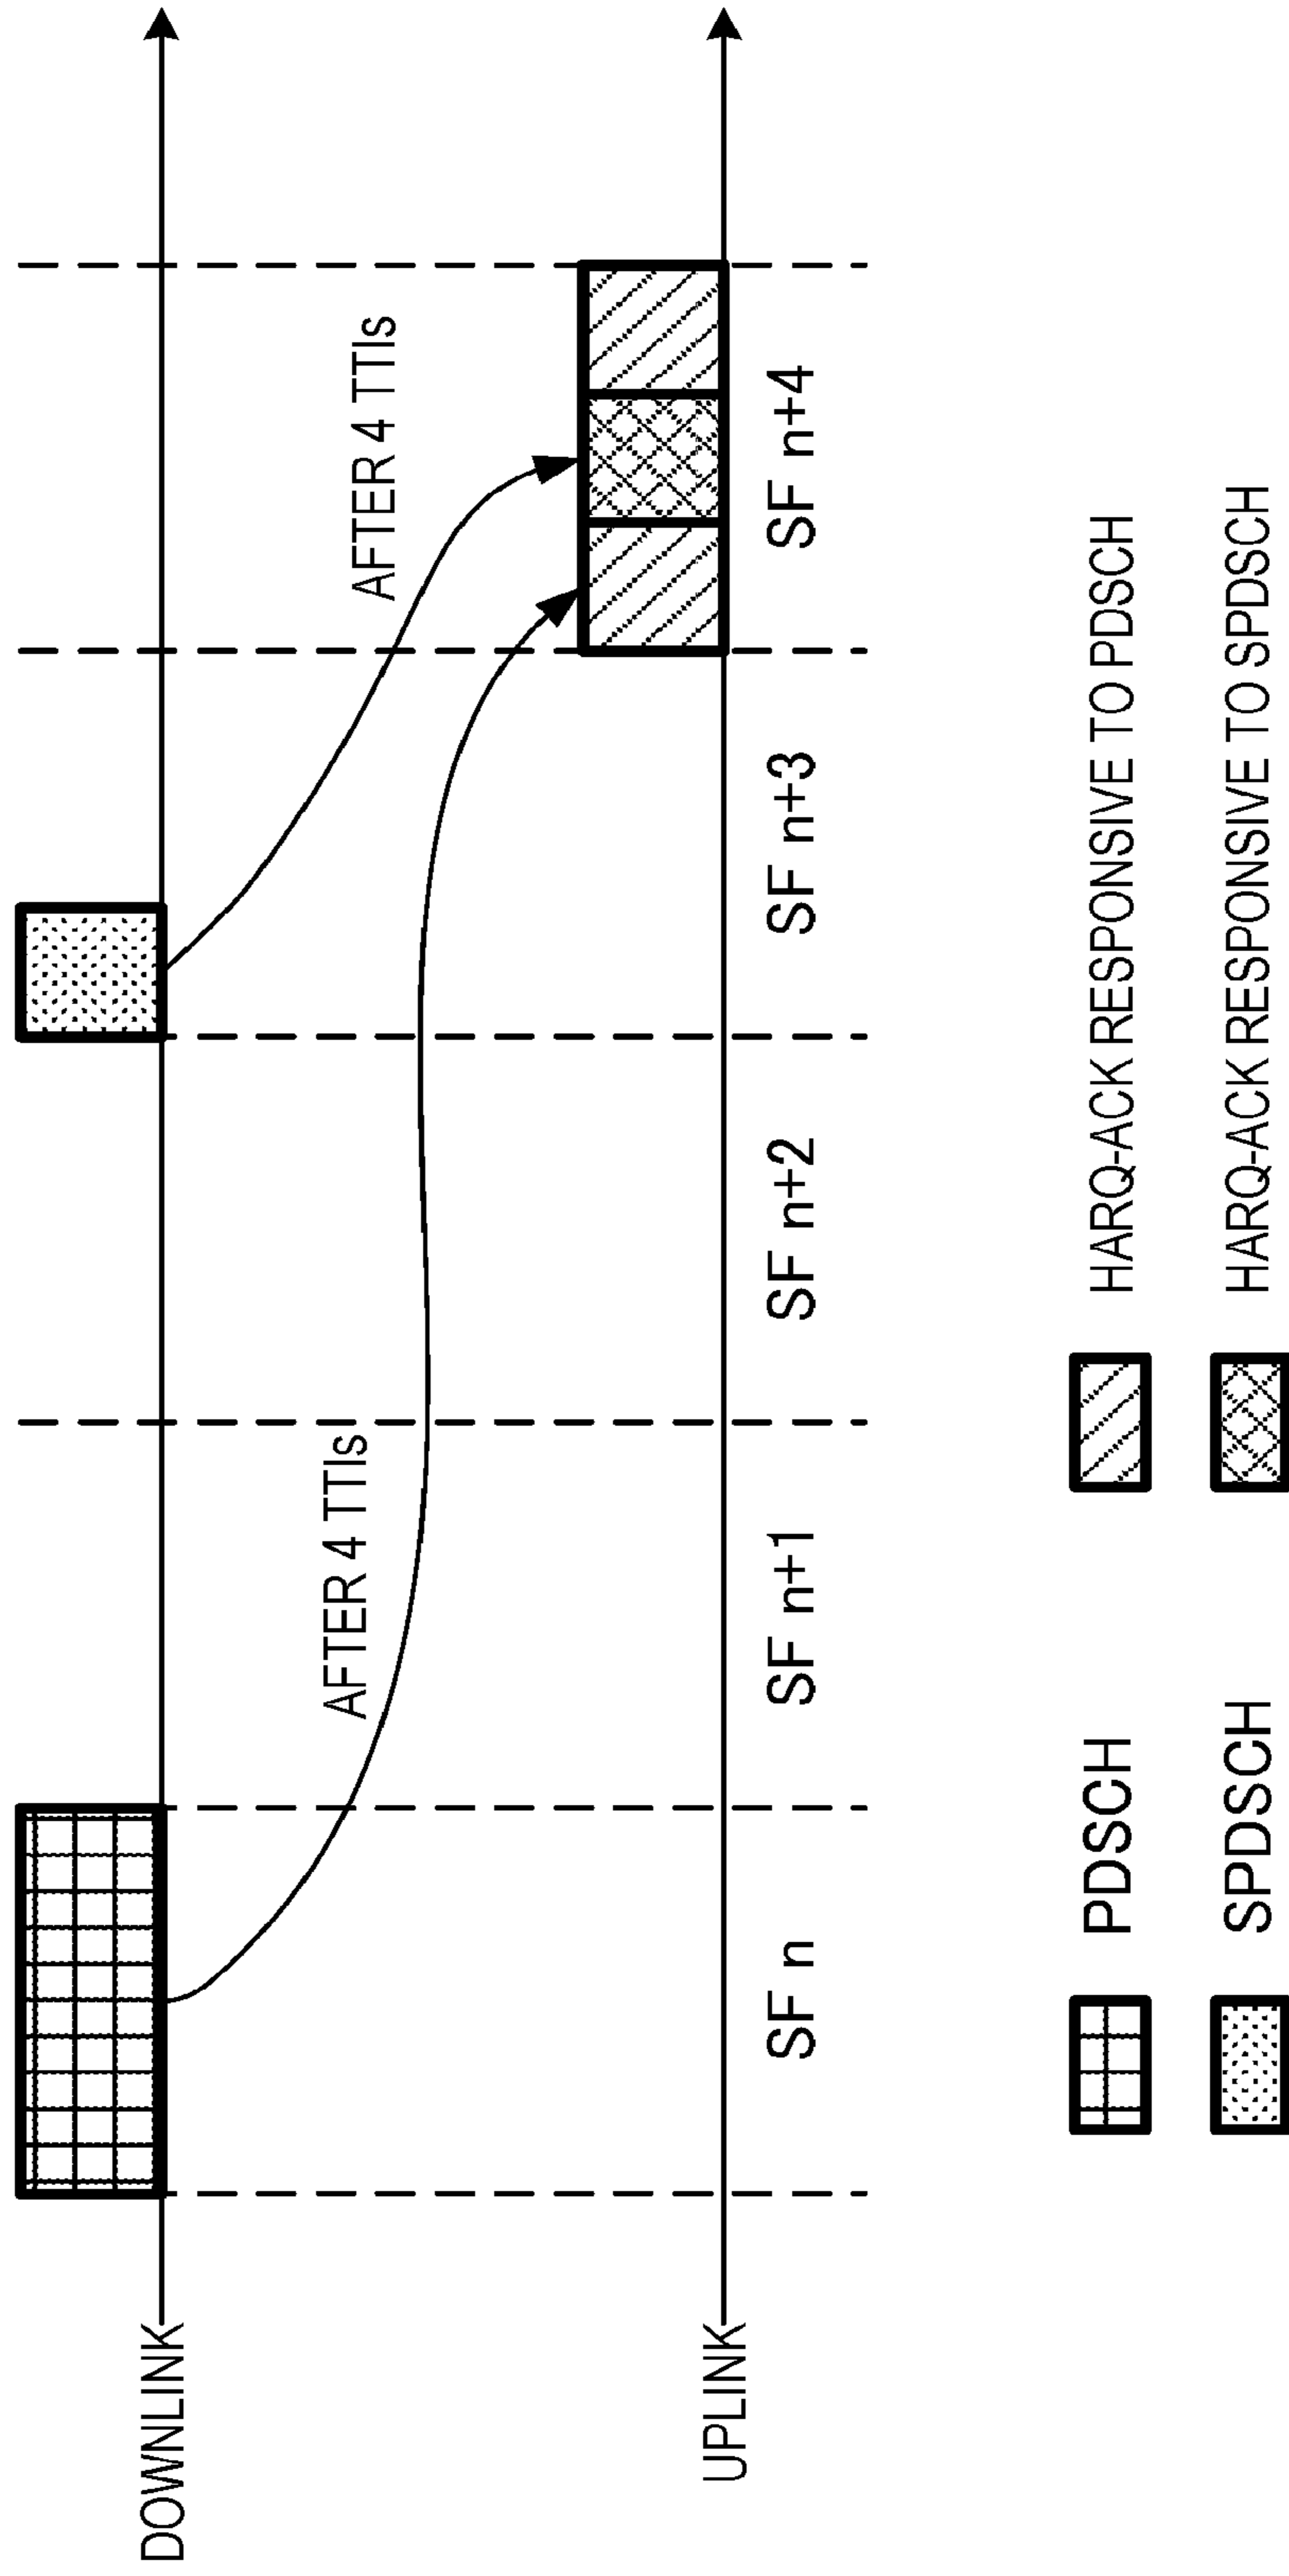 DOWNLINK
AFTER 4 TTIs
AFTER 4 TTIs
UPLINK
SF n
SF n+1
SF n+2
SF n+3
SF n+4
PDSCH
HARQ-ACK RESPONSIVE TO PDSCH
SPDSCH
HARQ-ACK RESPONSIVE TO SPDSCH